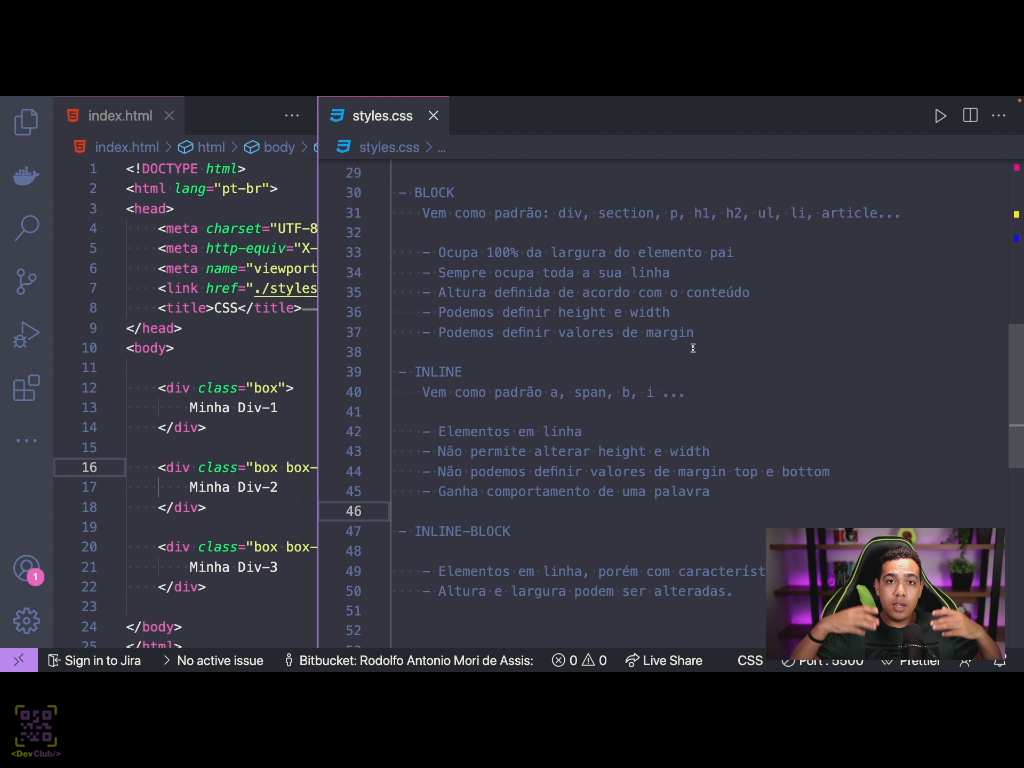 index.html
styles.css
index.html > html > body >
styles.css > ...
1 <!DOCTYPE html>
2 <html lang="pt-br">
3 <head>
4 <meta charset="UTF-8
5 <meta http-equiv="X-
6 <meta name="viewport
7 <link href="./styles
8 <title>CSS</title>
9 </head>
10 <body>
11
12 <div class="box">
13 Minha Div-1
14 </div>
15
16 <div class="box box-
17 Minha Div-2
18 </div>
19
20 <div class="box box-
21 Minha Div-3
22 </div>
23
24 </body>
25 </html>
29
30 - BLOCK
31 Vem como padrão: div, section, p, h1, h2, ul, li, article...
32
33 - Ocupa 100% da largura do elemento pai
34 - Sempre ocupa toda a sua linha
35 - Altura definida de acordo com o conteúdo
36 - Podemos definir height e width
37 - Podemos definir valores de margin
38
39 - INLINE
40 Vem como padrão a, span, b, i ...
41
42 - Elementos em linha
43 - Não permite alterar height e width
44 - Não podemos definir valores de margin top e bottom
45 - Ganha comportamento de uma palavra
46
47 - INLINE-BLOCK
48
49 - Elementos em linha, porém com caracterist
50 - Altura e largura podem ser alteradas.
51
52
1
Sign in to Jira No active issue Bitbucket: Rodolfo Antonio Mori de Assis: 0 0 Live Share CSS Port : 5500 Prettier
<DevClub/>